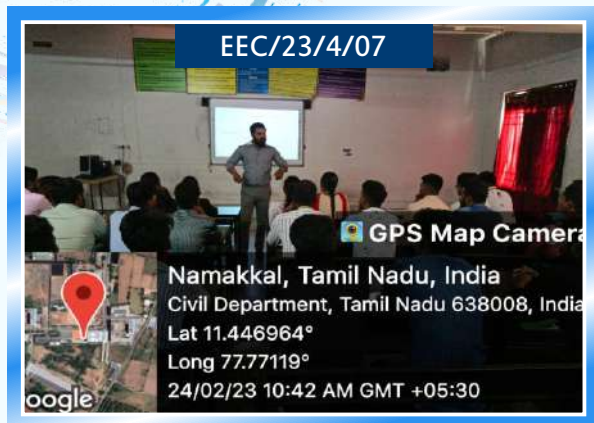 EEC/23/4/07
GPS Map Camera
Namakkal, Tamil Nadu, India
Civil Department, Tamil Nadu 638008, India
Lat 11.446964°
Long 77.77119°
24/02/23 10:42 AM GMT +05:30
oogle